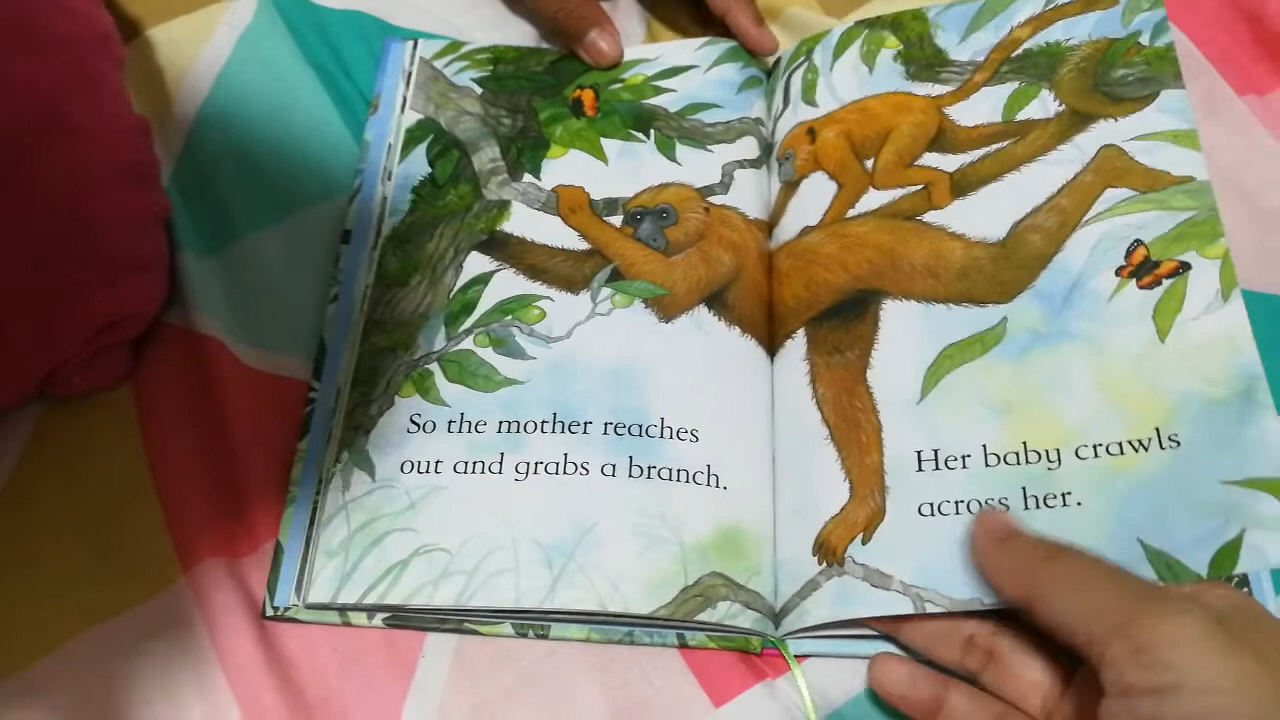 So the mother reaches
out and grabs a branch.
Her baby crawls
across her.